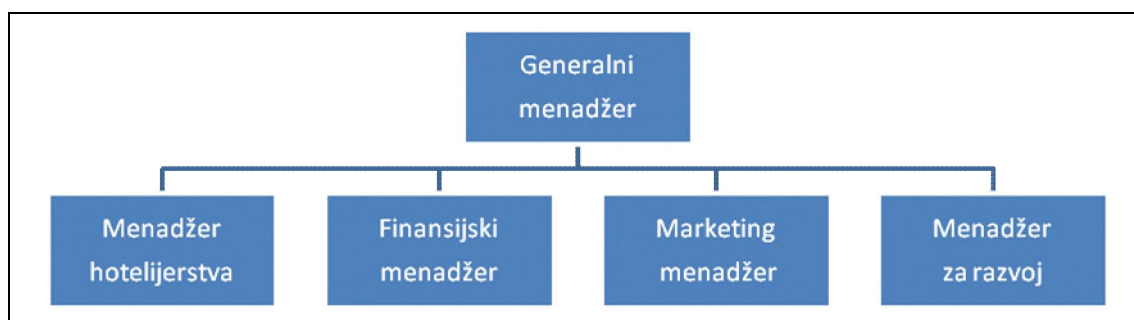 Generalni
menadžer
Menadžer
hotelijerstva
Finansijski
menadžer
Marketing
menadžer
Menadžer
za razvoj